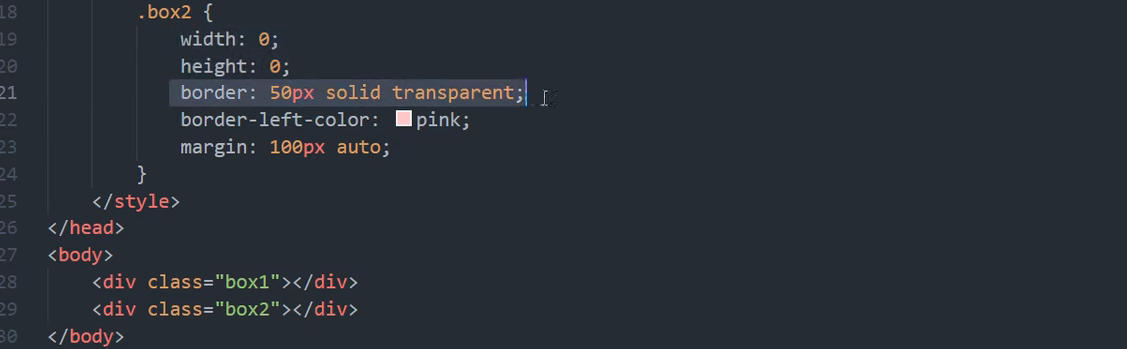 18 .box2 {
19 width: 0;
20 height: 0;
21 border: 50px solid transparent;
22 border-left-color: pink;
23 margin: 100px auto;
24 }
25 </style>
26 </head>
27 <body>
28 <div class="box1"></div>
29 <div class="box2"></div>
30 </body>